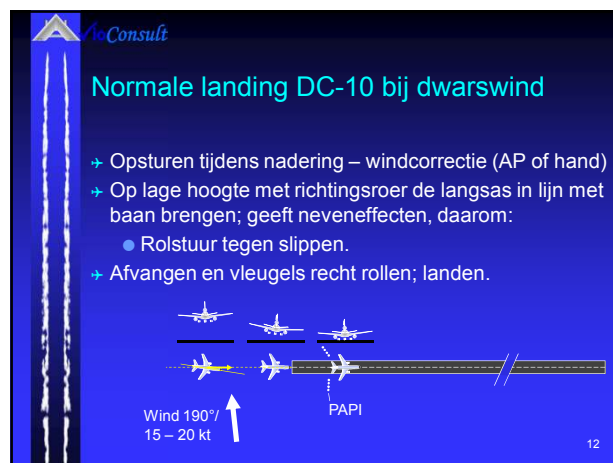 AvioConsult
Normale landing DC-10 bij dwarswind
Opsturen tijdens nadering – windcorrectie (AP of hand)
Op lage hoogte met richtingsroer de langsas in lijn met
baan brengen; geeft neveneffecten, daarom:
Rolstuur tegen slippen.
Afvangen en vleugels recht rollen; landen.
Wind 190°/
15 – 20 kt
PAPI
12